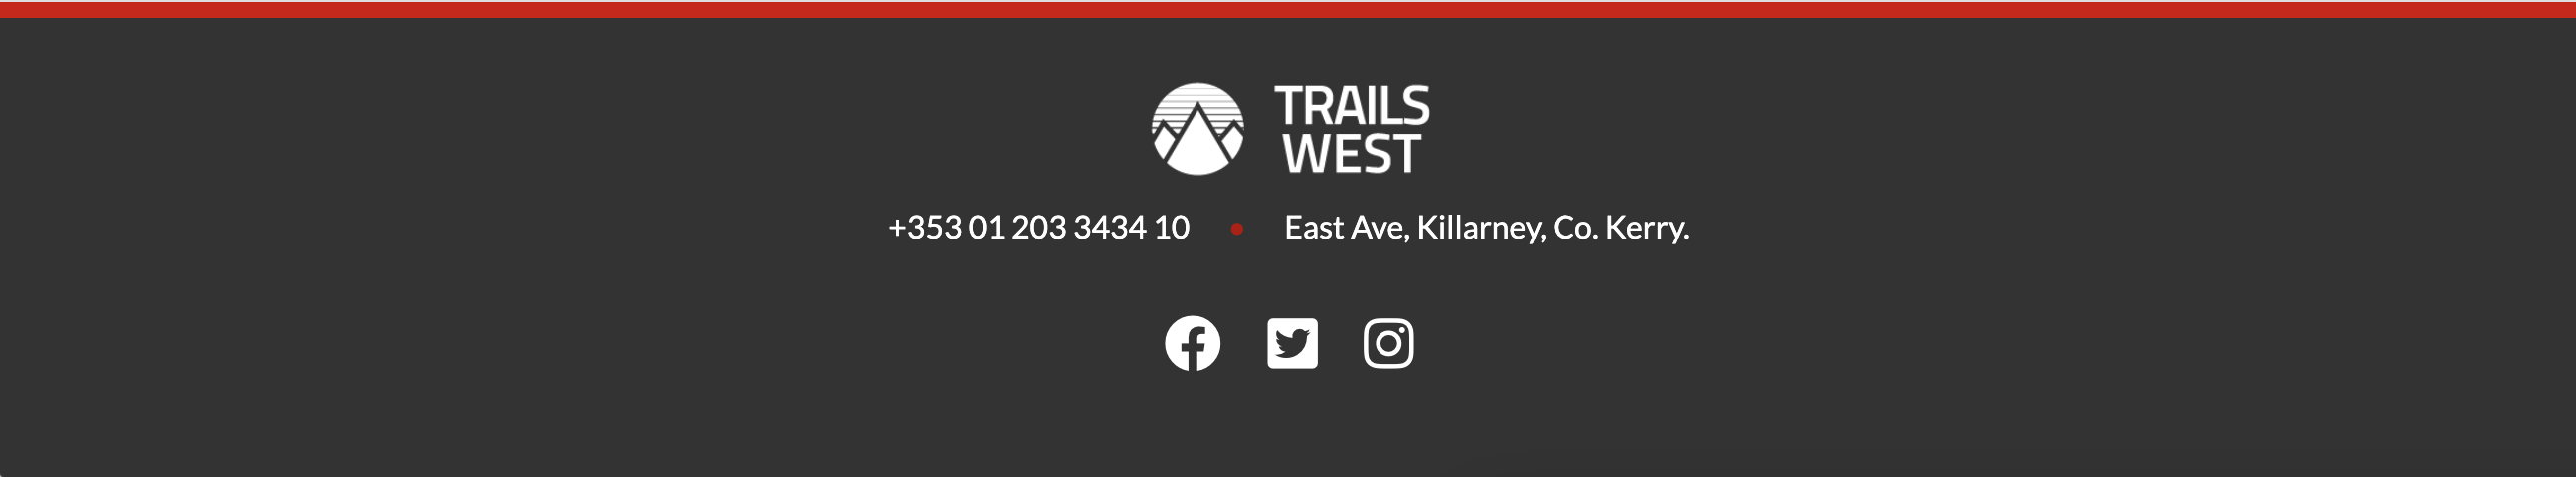 TRAILS
WEST
+353 01 203 3434 10 • East Ave, Killarney, Co. Kerry.